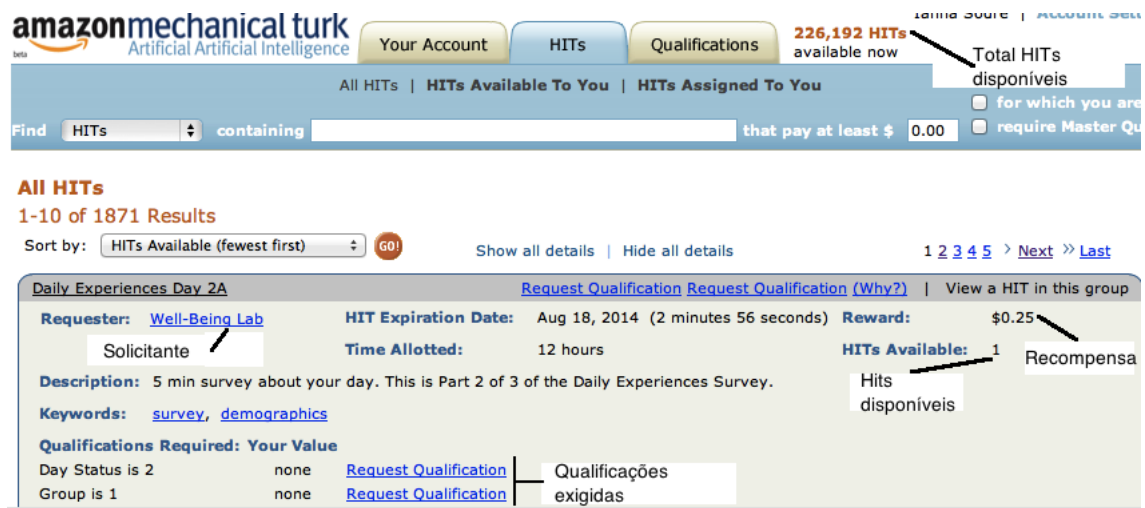 Ianna Soure | Account Sett
amazonmechanical turk
beta
Artificial Artificial Intelligence
Your Account
HITs
Qualifications
226,192 HITs
available now
Total HITs
disponíveis
All HITs | HITs Available To You | HITs Assigned To You
for which you are
Find HITs containing that pay at least $ 0.00 require Master Qu
All HITs
1-10 of 1871 Results
Sort by: HITs Available (fewest first) GO! Show all details | Hide all details 1 2 3 4 5 > Next >> Last
Daily Experiences Day 2A Request Qualification Request Qualification (Why?) | View a HIT in this group
Requester: Well-Being Lab HIT Expiration Date: Aug 18, 2014 (2 minutes 56 seconds) Reward: $0.25
Solicitante Time Allotted: 12 hours HITs Available: 1 Recompensa
Description: 5 min survey about your day. This is Part 2 of 3 of the Daily Experiences Survey.
Hits
disponíveis
Keywords: survey, demographics
Qualifications Required: Your Value
Day Status is 2 none Request Qualification
Group is 1 none Request Qualification
Qualificações
exigidas